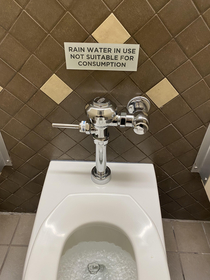 RAIN WATER IN USE
NOT SUITABLE FOR
CONSUMPTION